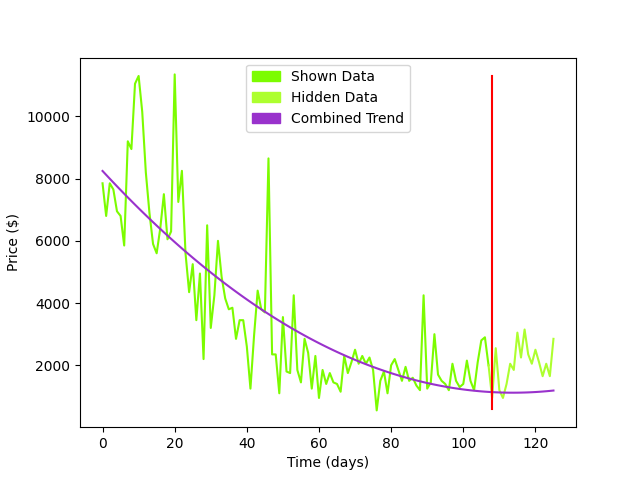 Shown Data
Hidden Data
Combined Trend
10000
8000
6000
4000
2000
Price ($)
0 20 40 60 80 100 120
Time (days)